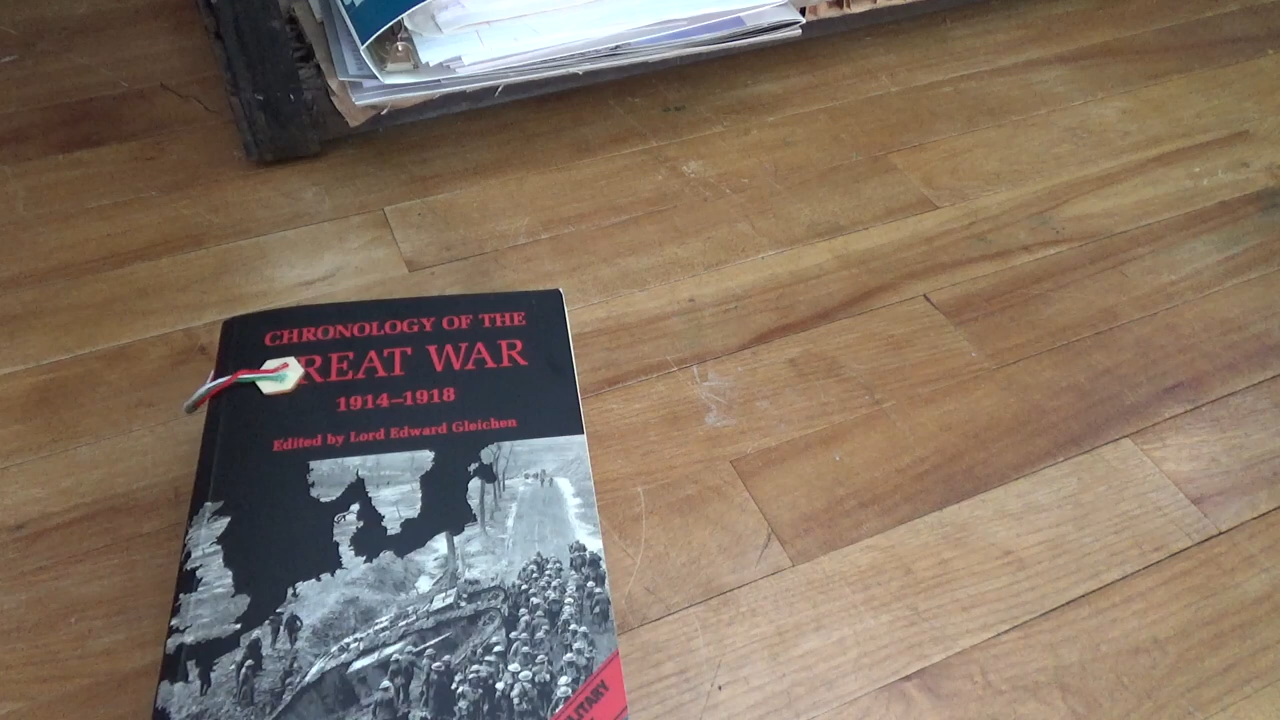 CHRONOLOGY OF THE
REAT WAR
1914–1918
Edited by Lord Edward Gleichen